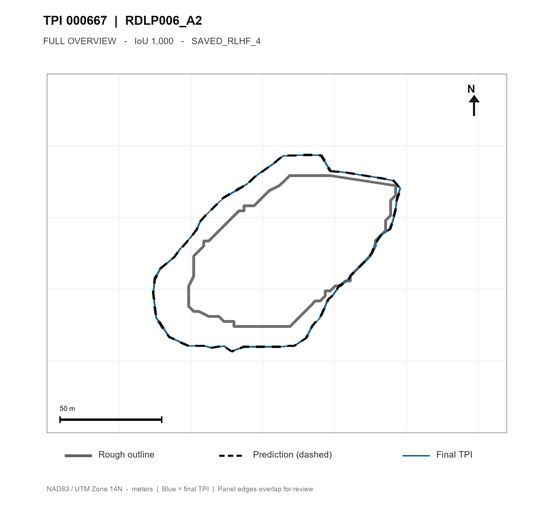 TPI 000667 | RDLP006_A2
FULL OVERVIEW - IoU 1.000 - SAVED_RLHF_4
N
50 m
Rough outline Prediction (dashed) Final TPI
NAD83 / UTM Zone 14N - meters | Blue = final TPI | Panel edges overlap for review